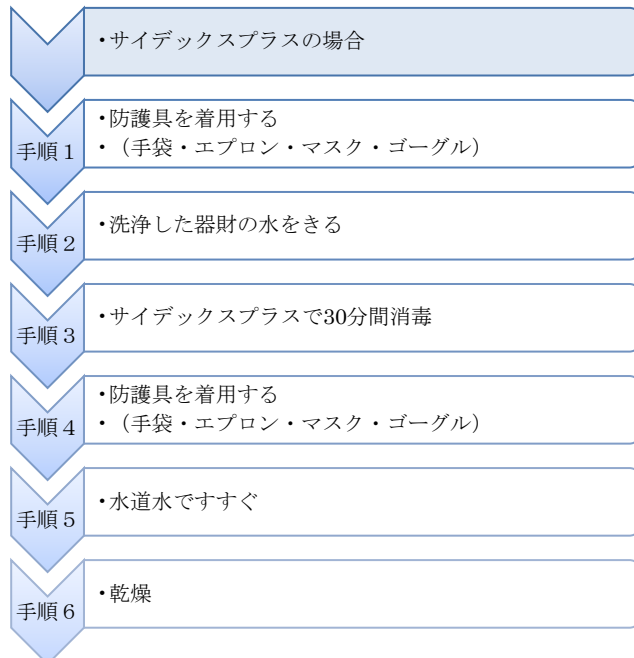 ・サイデックスプラスの場合
手順１
・防護具を着用する
・（手袋・エプロン・マスク・ゴーグル）
手順２
・洗浄した器財の水をきる
手順３
・サイデックスプラスで30分間消毒
手順４
・防護具を着用する
・（手袋・エプロン・マスク・ゴーグル）
手順５
・水道水ですすぐ
手順６
・乾燥